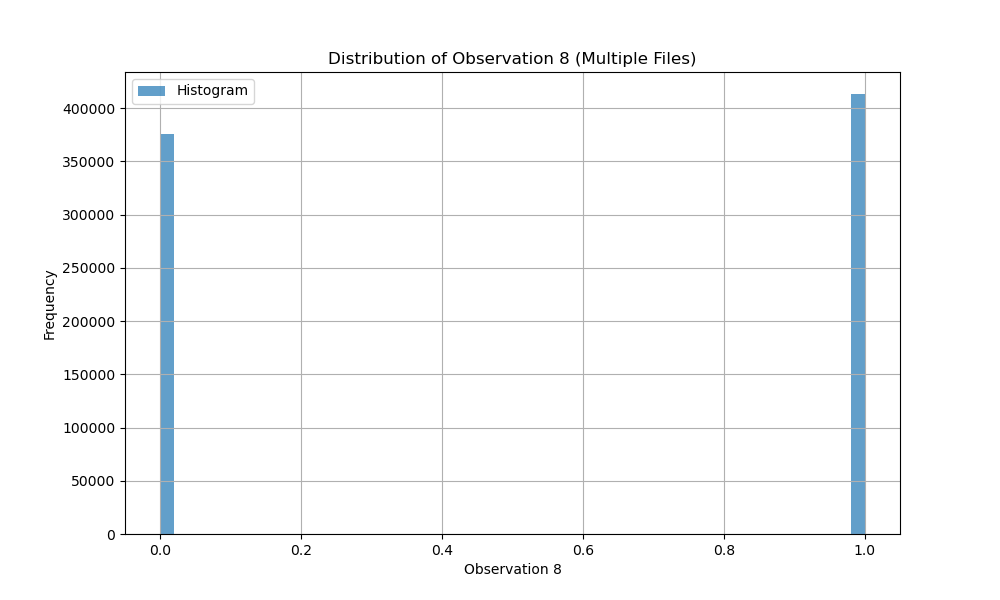 Distribution of Observation 8 (Multiple Files)
Histogram
400000
350000
300000
250000
200000
150000
100000
50000
0
Frequency
0.0 0.2 0.4 0.6 0.8 1.0
Observation 8